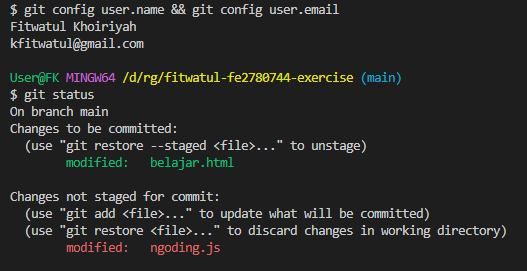 $ git config user.name && git config user.email
Fitwatul Khoiriyah
kfitwatul@gmail.com
User@FK MINGW64 /d/rg/fitwatul-fe2780744-exercise (main)
$ git status
On branch main
Changes to be committed:
  (use "git restore --staged <file>..." to unstage)
        modified:   belajar.html
Changes not staged for commit:
  (use "git add <file>..." to update what will be committed)
  (use "git restore <file>..." to discard changes in working directory)
        modified:   ngoding.js